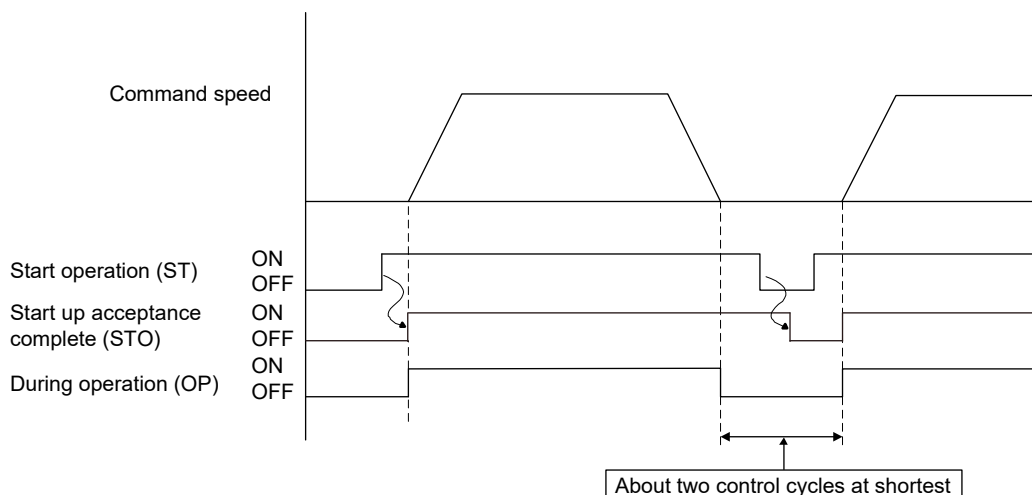 Command speed
Start operation (ST)
ON
OFF
Start up acceptance
complete (STO)
ON
OFF
During operation (OP)
ON
OFF
About two control cycles at shortest